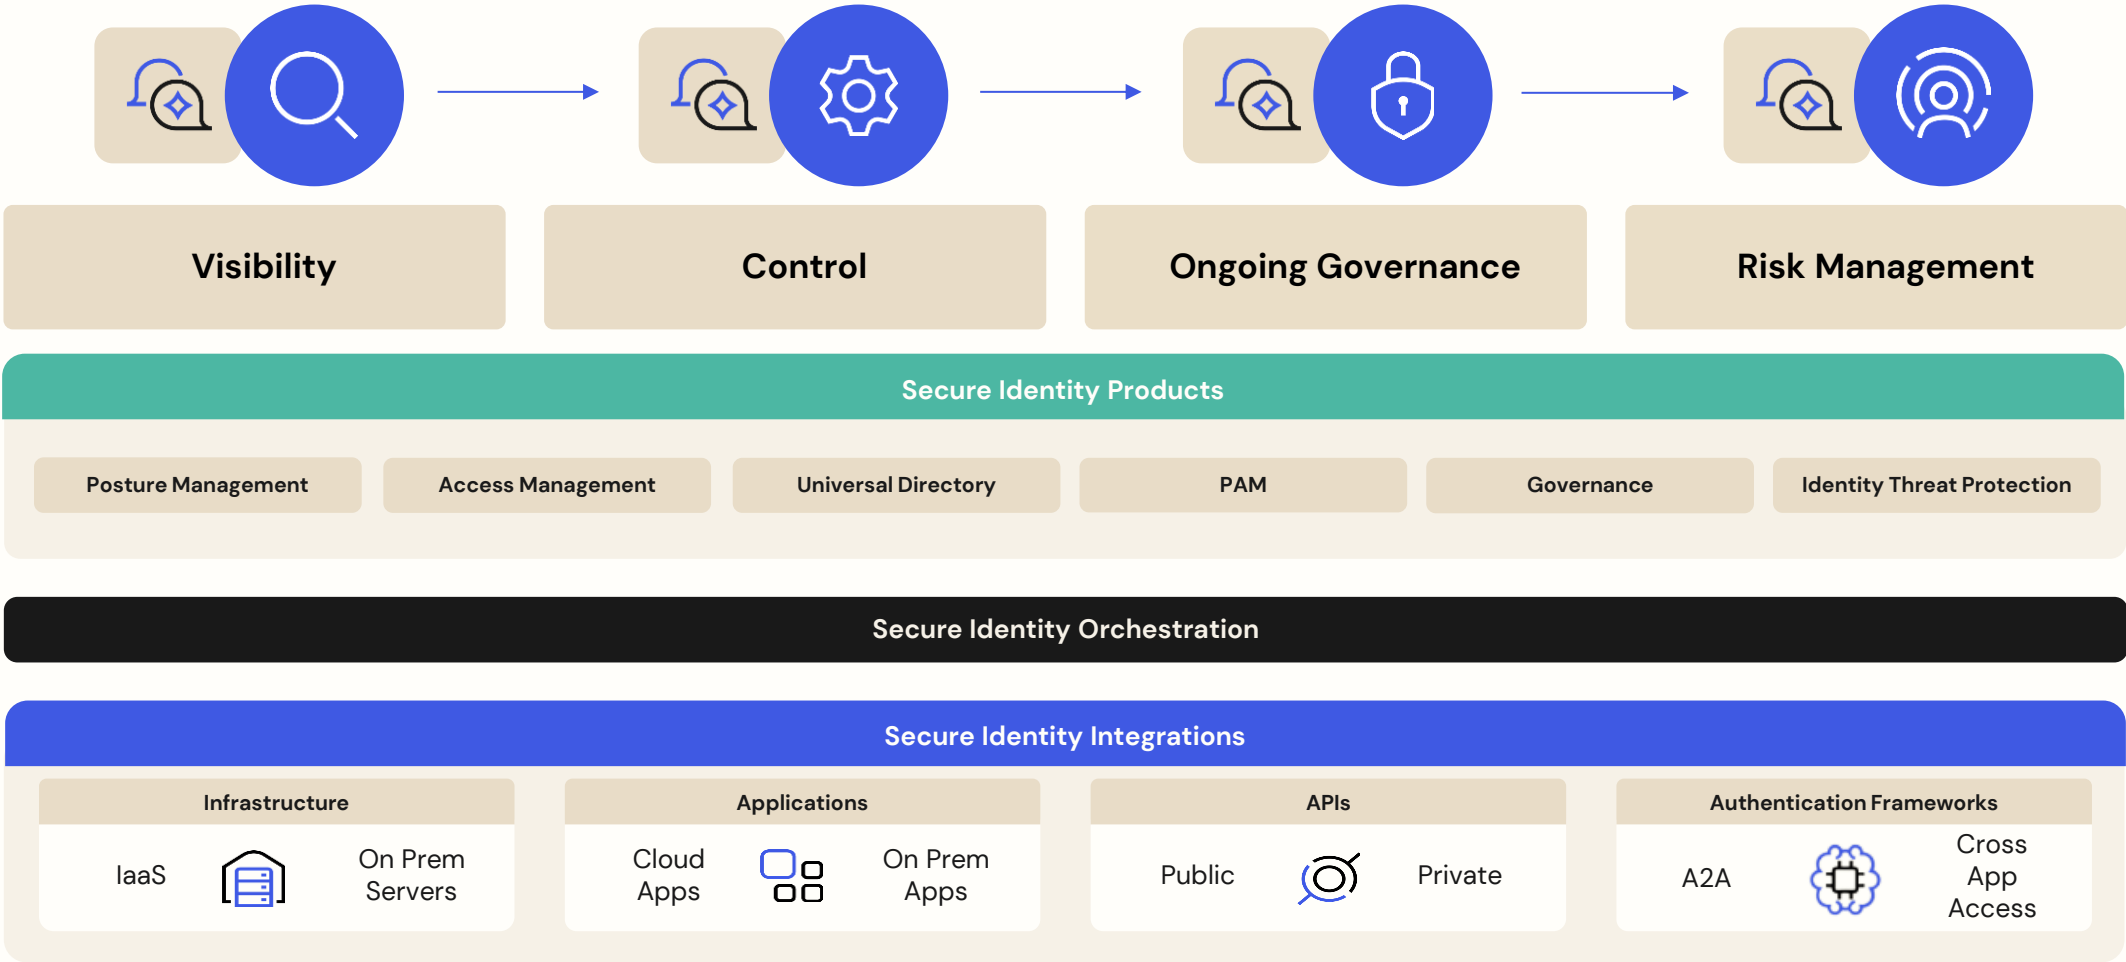 Visibility
Control
Ongoing Governance
Risk Management
Secure Identity Products
Posture Management
Access Management
Universal Directory
PAM
Governance
Identity Threat Protection
Secure Identity Orchestration
Secure Identity Integrations
Infrastructure
IaaS
On Prem
Servers
Applications
Cloud
Apps
On Prem
Apps
APIs
Public
Private
Authentication Frameworks
A2A
Cross
App
Access